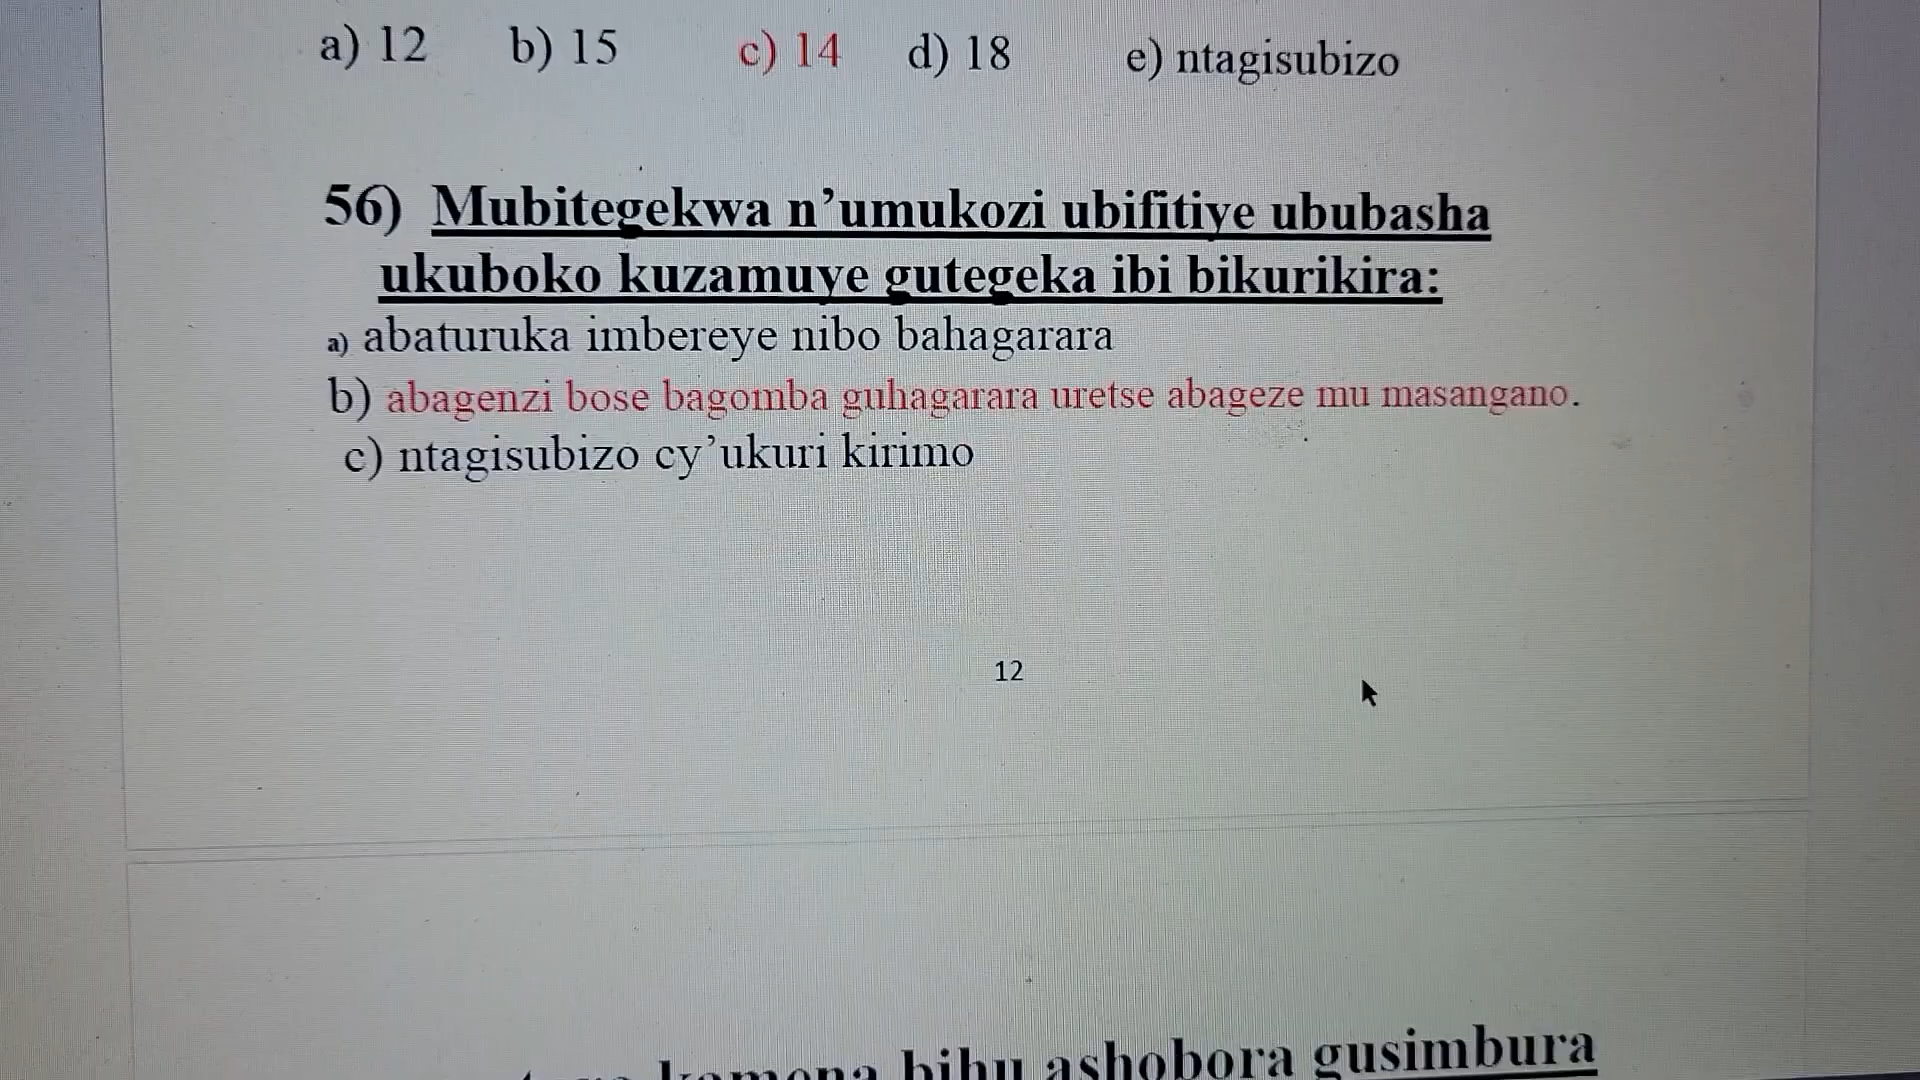 a) 12 b) 15 c) 14 d) 18 e) ntagisubizo
56) Mubitegekwa n’umukozi ubifitiye ububasha
ukuboko kuzamuye gutegeka ibi bikurikira:
a) abaturuka imbereye nibo bahagarara
b) abagenzi bose bagomba guhagarara uretse abageze mu masangano.
c) ntagisubizo cy’ukuri kirimo
12
bihu ashobora gusimbura